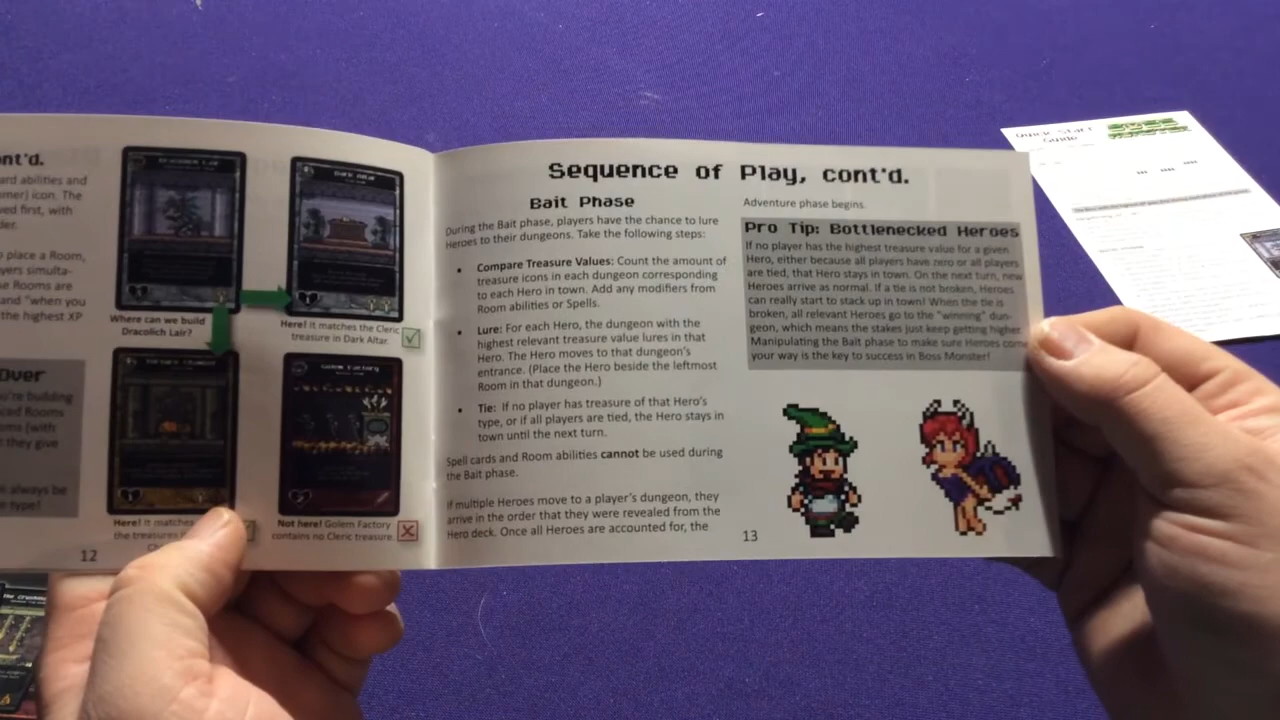 nt'd.
ard abilities and
mer) icon. The
ved first, with
der.
place a Room,
yers simulta-
se Rooms are
and "when you
the highest XP
Over
ou're building
ced Rooms
oms (with
they give
always be
type!
Dracolich Lair
Dark Altar
Where can we build
Dracolich Lair?
Here! It matches the Cleric
treasure in Dark Altar.
Golem Factory
Here! It matches
the treasures
Not here! Golem Factory
contains no Cleric treasure.
12
Sequence of Play, cont'd.
Bait Phase
During the Bait phase, players have the chance to lure
Heroes to their dungeons. Take the following steps:
• Compare Treasure Values: Count the amount of
treasure icons in each dungeon corresponding
to each Hero in town. Add any modifiers from
Room abilities or Spells.
• Lure: For each Hero, the dungeon with the
highest relevant treasure value lures in that
Hero. The Hero moves to that dungeon's
entrance. (Place the Hero beside the leftmost
Room in that dungeon.)
• Tie: If no player has treasure of that Hero's
type, or if all players are tied, the Hero stays in
town until the next turn.
Spell cards and Room abilities cannot be used during
the Bait phase.
If multiple Heroes move to a player's dungeon, they
arrive in the order that they were revealed from the
Hero deck. Once all Heroes are accounted for, the
Adventure phase begins.
Pro Tip: Bottlenecked Heroes
If no player has the highest treasure value for a given
Hero, either because all players have zero or all players
are tied, that Hero stays in town. On the next turn, new
Heroes arrive as normal. If a tie is not broken, Heroes
can really start to stack up in town! When the tie is
broken, all relevant Heroes go to the "winning" dun-
geon, which means the stakes just keep getting higher.
Manipulating the Bait phase to make sure Heroes come
your way is the key to success in Boss Monster!
13
Quick Start
Guide
The Crushing